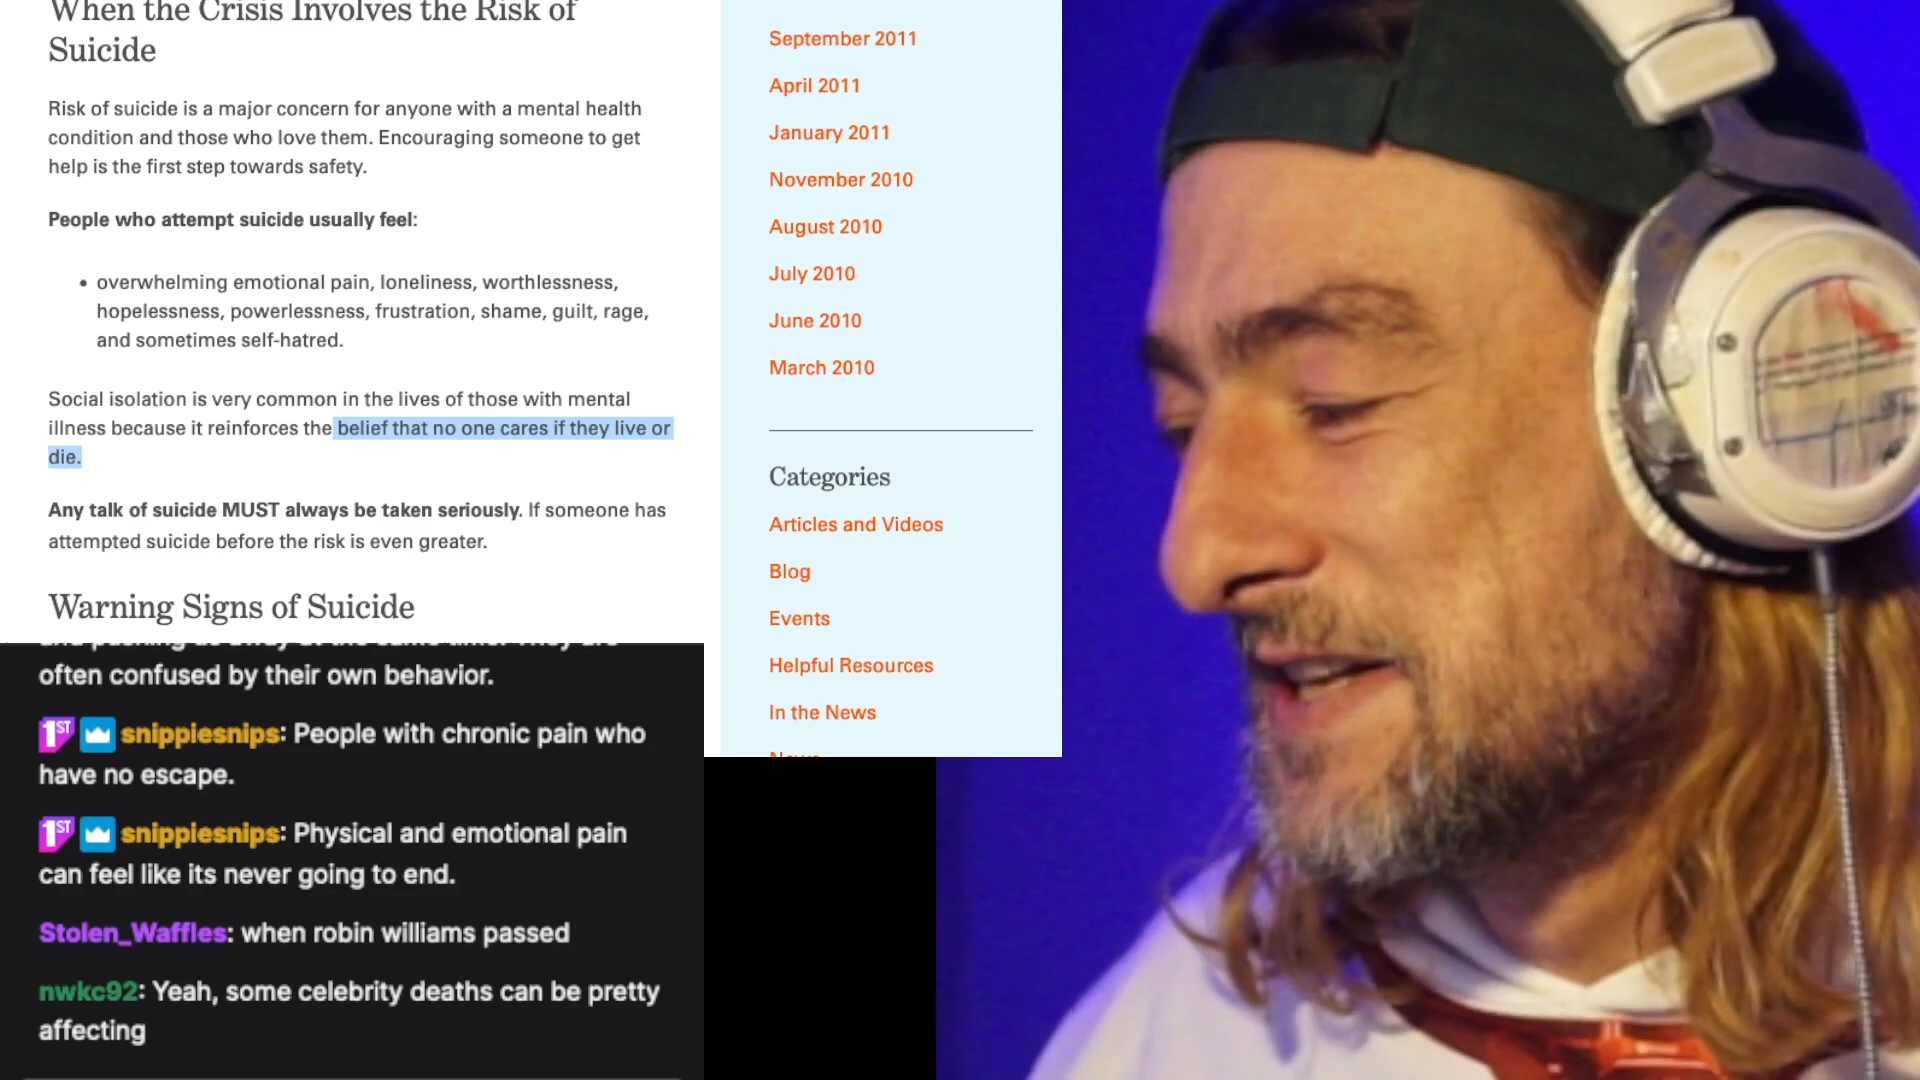 When the Crisis Involves the Risk of
Suicide
Risk of suicide is a major concern for anyone with a mental health
condition and those who love them. Encouraging someone to get
help is the first step towards safety.
People who attempt suicide usually feel:
• overwhelming emotional pain, loneliness, worthlessness,
hopelessness, powerlessness, frustration, shame, guilt, rage,
and sometimes self-hatred.
Social isolation is very common in the lives of those with mental
illness because it reinforces the belief that no one cares if they live or
die.
Any talk of suicide MUST always be taken seriously. If someone has
attempted suicide before the risk is even greater.
Warning Signs of Suicide
September 2011
April 2011
January 2011
November 2010
August 2010
July 2010
June 2010
March 2010
Categories
Articles and Videos
Blog
Events
Helpful Resources
In the News
often confused by their own behavior.
1ST snippiesnips: People with chronic pain who
have no escape.
1ST snippiesnips: Physical and emotional pain
can feel like its never going to end.
Stolen_Waffles: when robin williams passed
nwkc92: Yeah, some celebrity deaths can be pretty
affecting